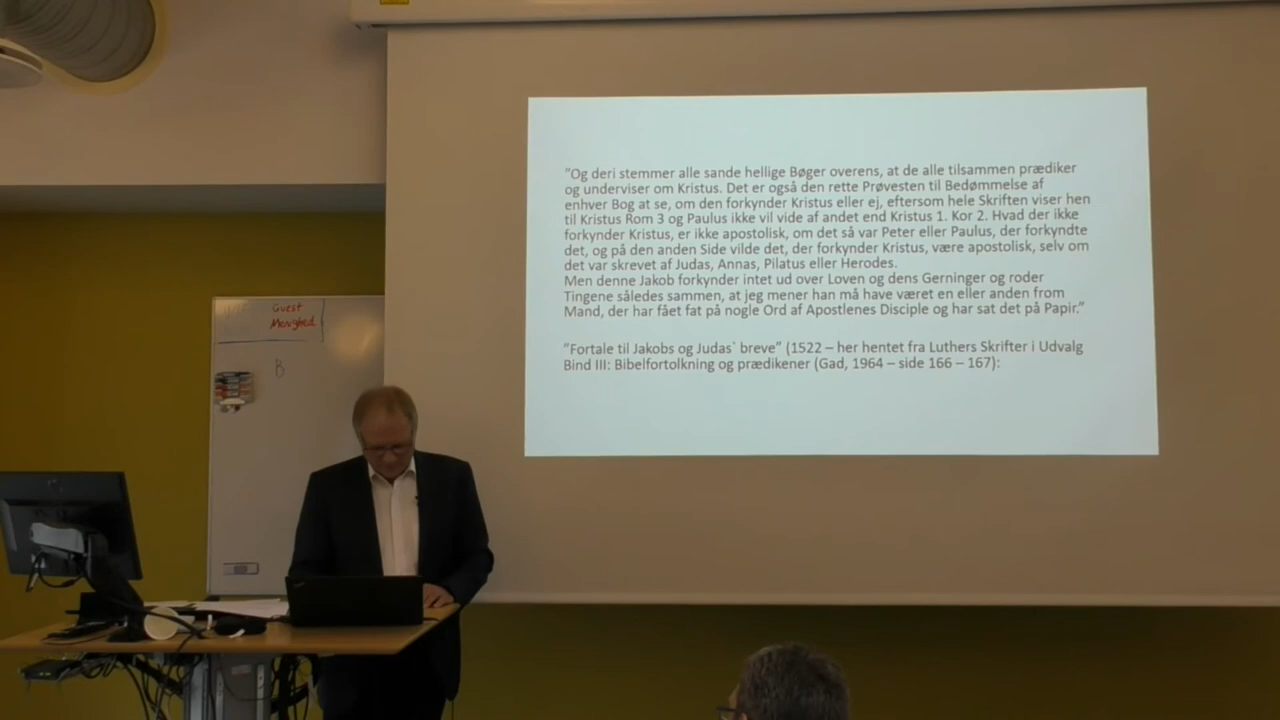 "Og deri stemmer alle sande hellige Bøger overens, at de alle tilsammen prædiker
og underviser om Kristus. Det er også den rette Prøvesten til Bedømmelse af
enhver Bog at se, om den forkynder Kristus eller ej, eftersom hele Skriften viser hen
til Kristus Rom 3 og Paulus ikke vil vide af andet end Kristus 1. Kor 2. Hvad der ikke
forkynder Kristus, er ikke apostolisk, om det så var Peter eller Paulus, der forkyndte
det, og på den anden Side vilde det, der forkynder Kristus, være apostolisk, selv om
det var skrevet af Judas, Annas, Pilatus eller Herodes.
Men denne Jakob forkynder intet ud over Loven og dens Gerninger og roder
Tingene således sammen, at jeg mener han må have været en eller anden from
Mand, der har fået fat på nogle Ord af Apostlenes Disciple og har sat det på Papir."
"Fortale til Jakobs og Judas` breve" (1522 – her hentet fra Luthers Skrifter i Udvalg
Bind III: Bibelfortolkning og prædikener (Gad, 1964 – side 166 – 167):
Guest
B